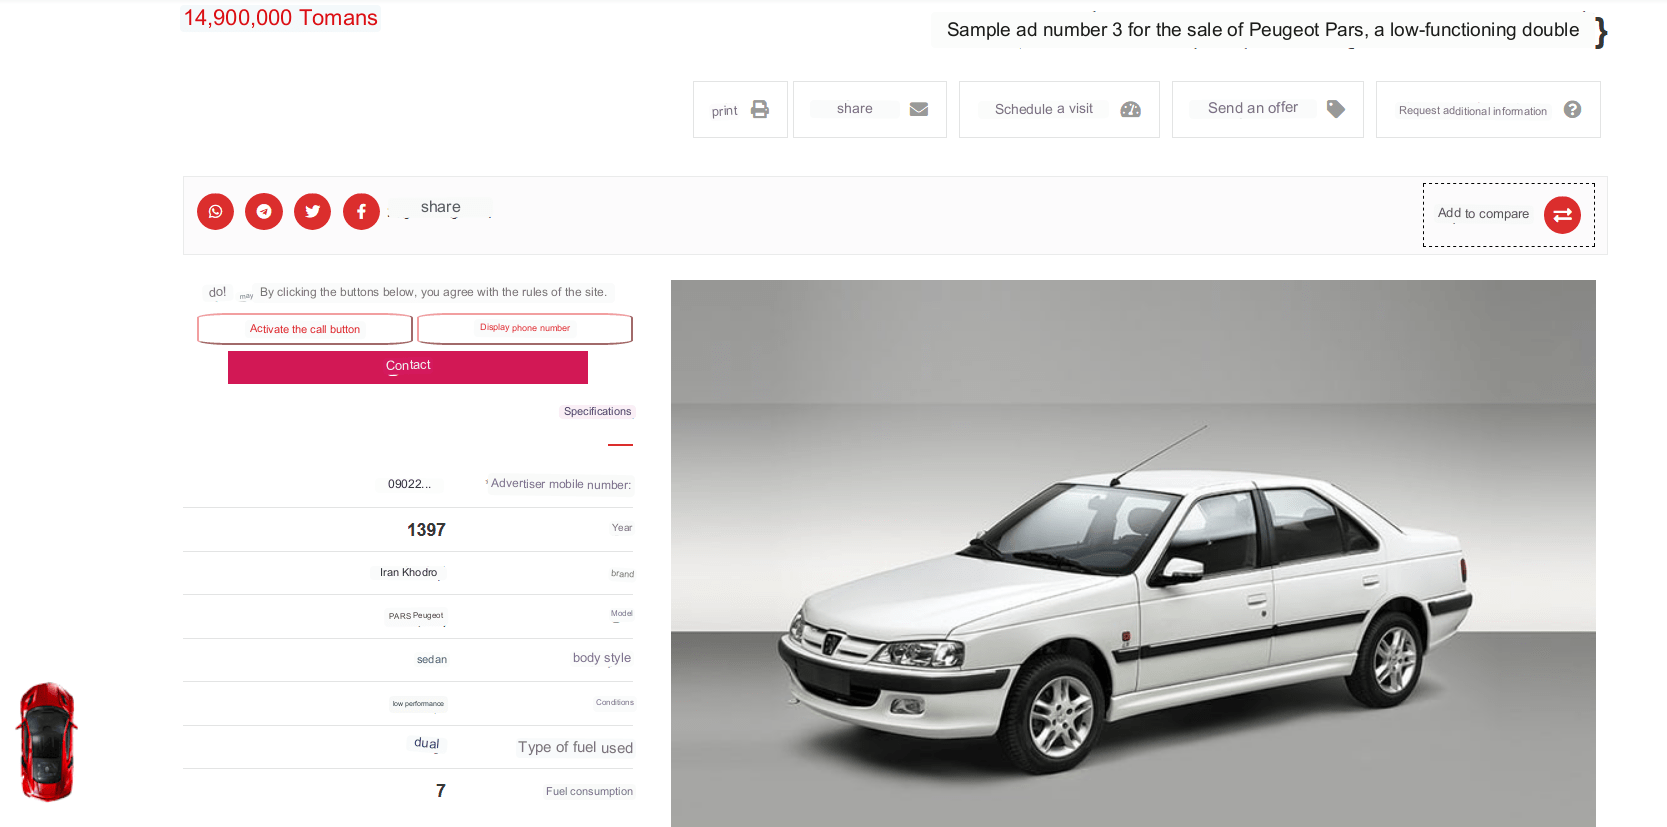 14,900,000 Tomans
Sample ad number 3 for the sale of Peugeot Pars, a low-functioning double }
print
share
Schedule a visit
Send an offer
Request additional information
share
Add to compare
do! may By clicking the buttons below, you agree with the rules of the site.
Activate the call button
Display phone number
Contact
Specifications
09022... Advertiser mobile number:
1397 Year
Iran Khodro brand
PARS Peugeot Model
sedan body style
low performance Conditions
dual Type of fuel used
7 Fuel consumption